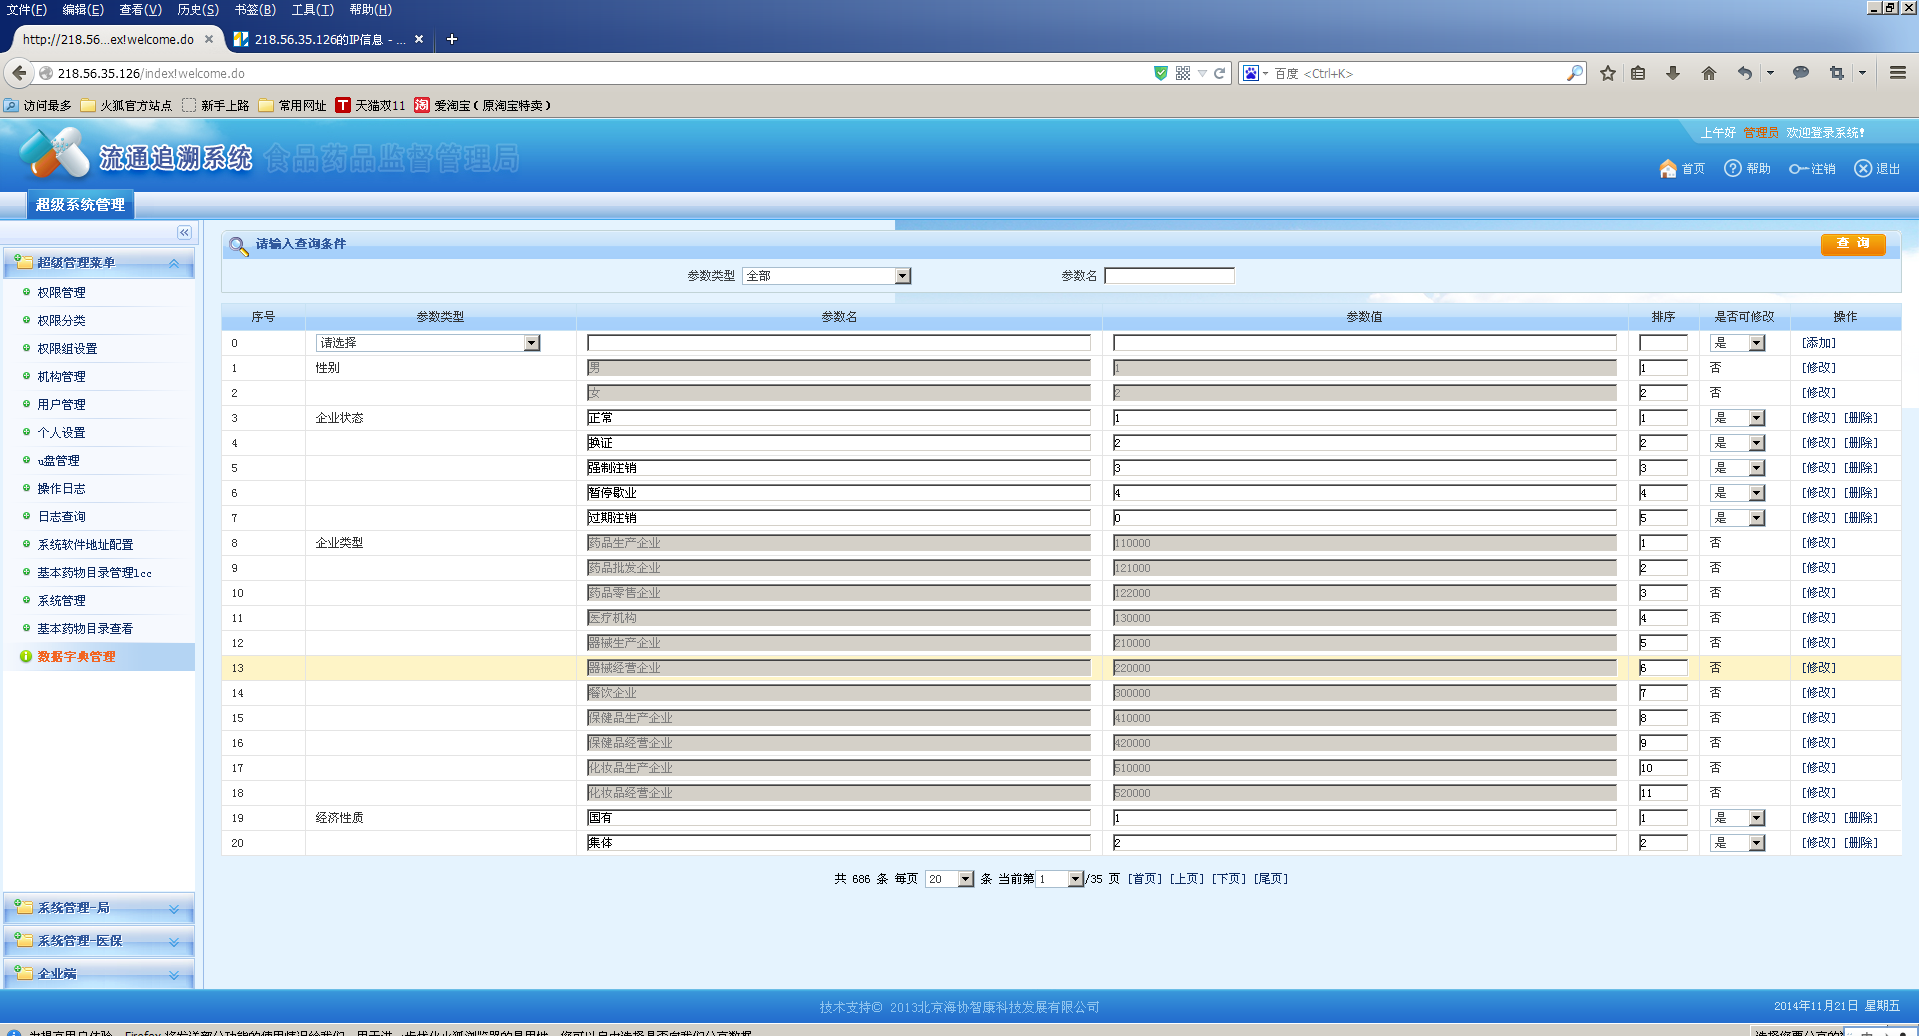 文件(F) 编辑(E) 查看(V) 历史(S) 书签(B) 工具(T) 帮助(H)
http://218.56...ex!welcome.do × 218.56.35.126的IP信息 - ... × +
218.56.35.126/index!welcome.do 百度 <Ctrl+K>
访问最多 火狐官方站点 新手上路 常用网址 T 天猫双11 淘 爱淘宝（原淘宝特卖）
上午好 管理员 欢迎登录系统!
流通追溯系统 食品药品监督管理局
首页 帮助 注销 退出
超级系统管理
超级管理菜单
权限管理
权限分类
权限组设置
机构管理
用户管理
个人设置
u盘管理
操作日志
日志查询
系统软件地址配置
基本药物目录管理lcc
系统管理
基本药物目录查看
数据字典管理
系统管理-局
系统管理-医保
企业端
请输入查询条件 查 询
参数类型 全部 参数名
序号 参数类型 参数名 参数值 排序 是否可修改 操作
0 请选择 是 [添加]
1 性别 男 1 1 否 [修改]
2 女 2 2 否 [修改]
3 企业状态 正常 1 1 是 [修改] [删除]
4 换证 2 2 是 [修改] [删除]
5 强制注销 3 3 是 [修改] [删除]
6 暂停歇业 4 4 是 [修改] [删除]
7 过期注销 0 5 是 [修改] [删除]
8 企业类型 药品生产企业 110000 1 否 [修改]
9 药品批发企业 121000 2 否 [修改]
10 药品零售企业 122000 3 否 [修改]
11 医疗机构 130000 4 否 [修改]
12 器械生产企业 210000 5 否 [修改]
13 器械经营企业 220000 6 否 [修改]
14 餐饮企业 300000 7 否 [修改]
15 保健品生产企业 410000 8 否 [修改]
16 保健品经营企业 420000 9 否 [修改]
17 化妆品生产企业 510000 10 否 [修改]
18 化妆品经营企业 520000 11 否 [修改]
19 经济性质 国有 1 1 是 [修改] [删除]
20 集体 2 2 是 [修改] [删除]
共 686 条 每页 20 条 当前第 1 /35 页 [首页] [上页] [下页] [尾页]
技术支持© 2013北京海协智康科技发展有限公司
2014年11月21日 星期五